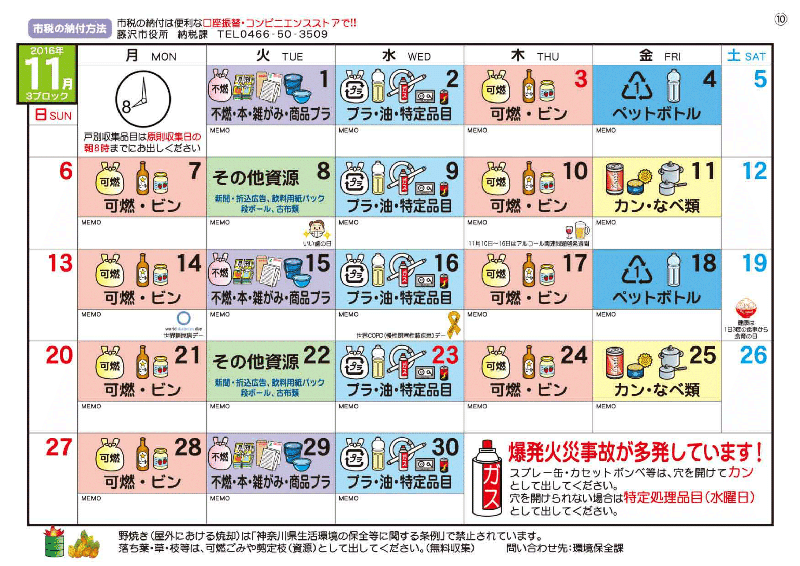 市税の納付方法
市税の納付は便利な口座振替・コンビニエンスストアで!!
藤沢市役所 納税課 TEL0466-50-3509
⑩
2016年
11月
3ブロック
日 SUN
月 MON
火 TUE
水 WED
木 THU
金 FRI
土 SAT
8
戸別収集品目は原則収集日の
朝8時までにお出しください
1
不燃
不燃・本・雑がみ・商品プラ
MEMO
2
プラ
プラ・油・特定品目
MEMO
3
可燃
可燃・ビン
MEMO
4
1
ペットボトル
MEMO
5
6
7
可燃
可燃・ビン
MEMO
8
その他資源
新聞・折込広告、飲料用紙パック
段ボール、古布類
MEMO
いい歯の日
9
プラ
プラ・油・特定品目
MEMO
10
可燃
可燃・ビン
MEMO
11月10日~16日はアルコール関連問題啓発週間
11
カン・なべ類
MEMO
12
13
14
可燃
可燃・ビン
MEMO
world diabetes day
世界糖尿病デー
15
不燃
不燃・本・雑がみ・商品プラ
MEMO
16
プラ
プラ・油・特定品目
MEMO
世界COPD(慢性閉塞性肺疾患)デー
17
可燃
可燃・ビン
MEMO
18
1
ペットボトル
MEMO
19
健康は
1日3回の食事から
食育の日
20
21
可燃
可燃・ビン
MEMO
22
その他資源
新聞・折込広告、飲料用紙パック
段ボール、古布類
MEMO
23
プラ
プラ・油・特定品目
MEMO
24
可燃
可燃・ビン
MEMO
25
カン・なべ類
MEMO
26
27
28
可燃
可燃・ビン
MEMO
29
不燃
不燃・本・雑がみ・商品プラ
MEMO
30
プラ
プラ・油・特定品目
MEMO
ガス
爆発火災事故が多発しています!
スプレー缶・カセットボンベ等は、穴を開けてカン
として出してください。
穴を開けられない場合は特定処理品目(水曜日)
として出してください。
野焼き(屋外における焼却)は「神奈川県生活環境の保全等に関する条例」で禁止されています。
落ち葉・草・枝等は、可燃ごみや剪定枝(資源)として出してください。(無料収集) 問い合わせ先:環境保全課